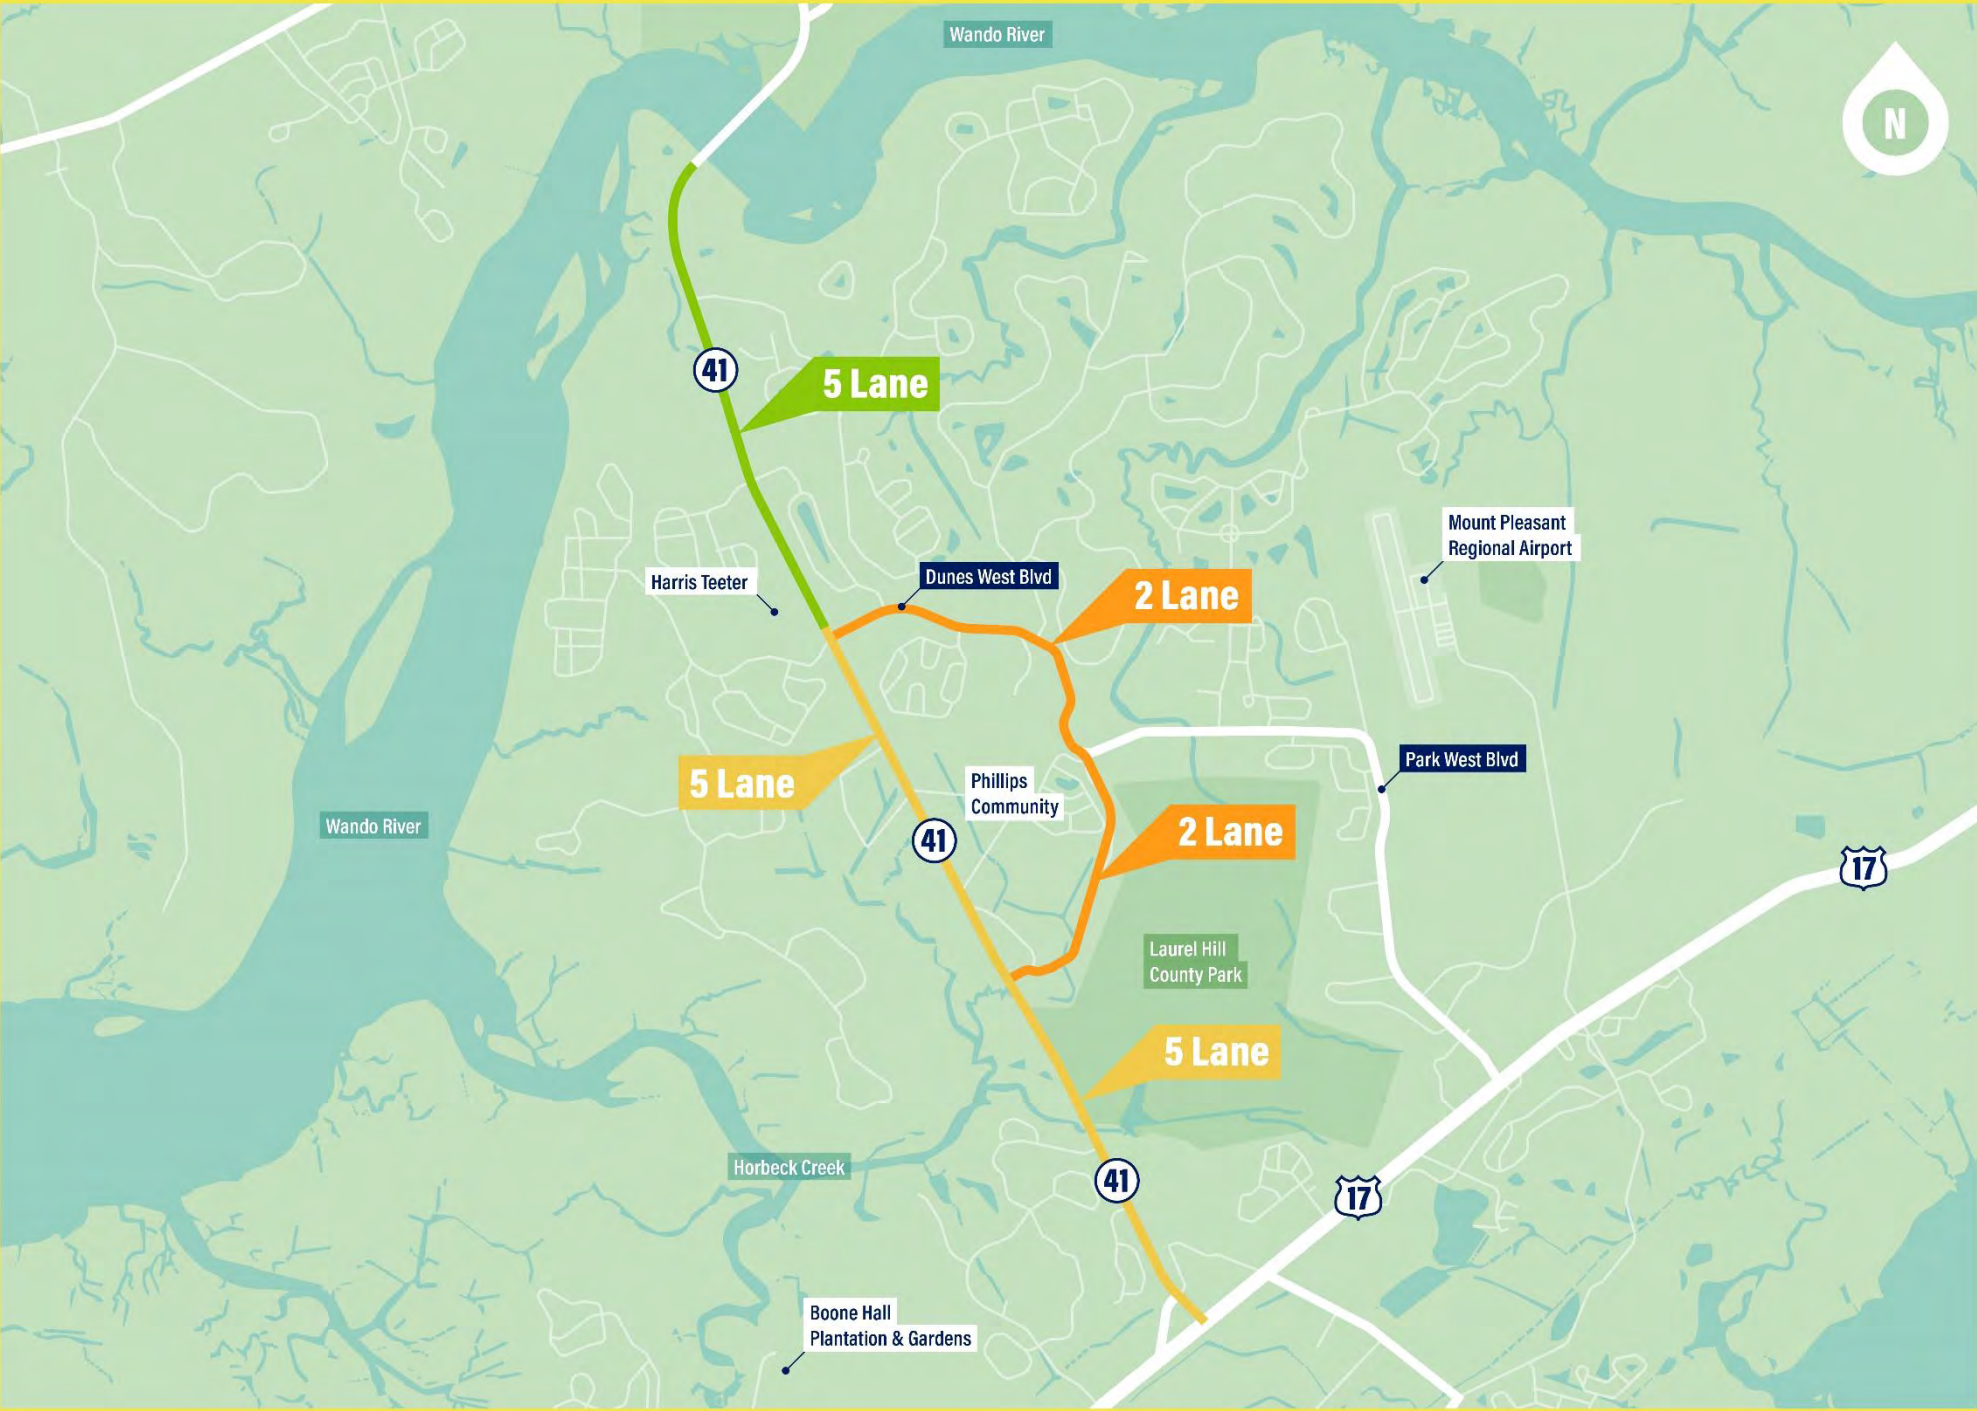 Wando River
N
41
5 Lane
Mount Pleasant
Regional Airport
Harris Teeter
Dunes West Blvd
2 Lane
5 Lane
Phillips
Community
Park West Blvd
Wando River
41
2 Lane
17
Laurel Hill
County Park
5 Lane
Horbeck Creek
41
17
Boone Hall
Plantation & Gardens